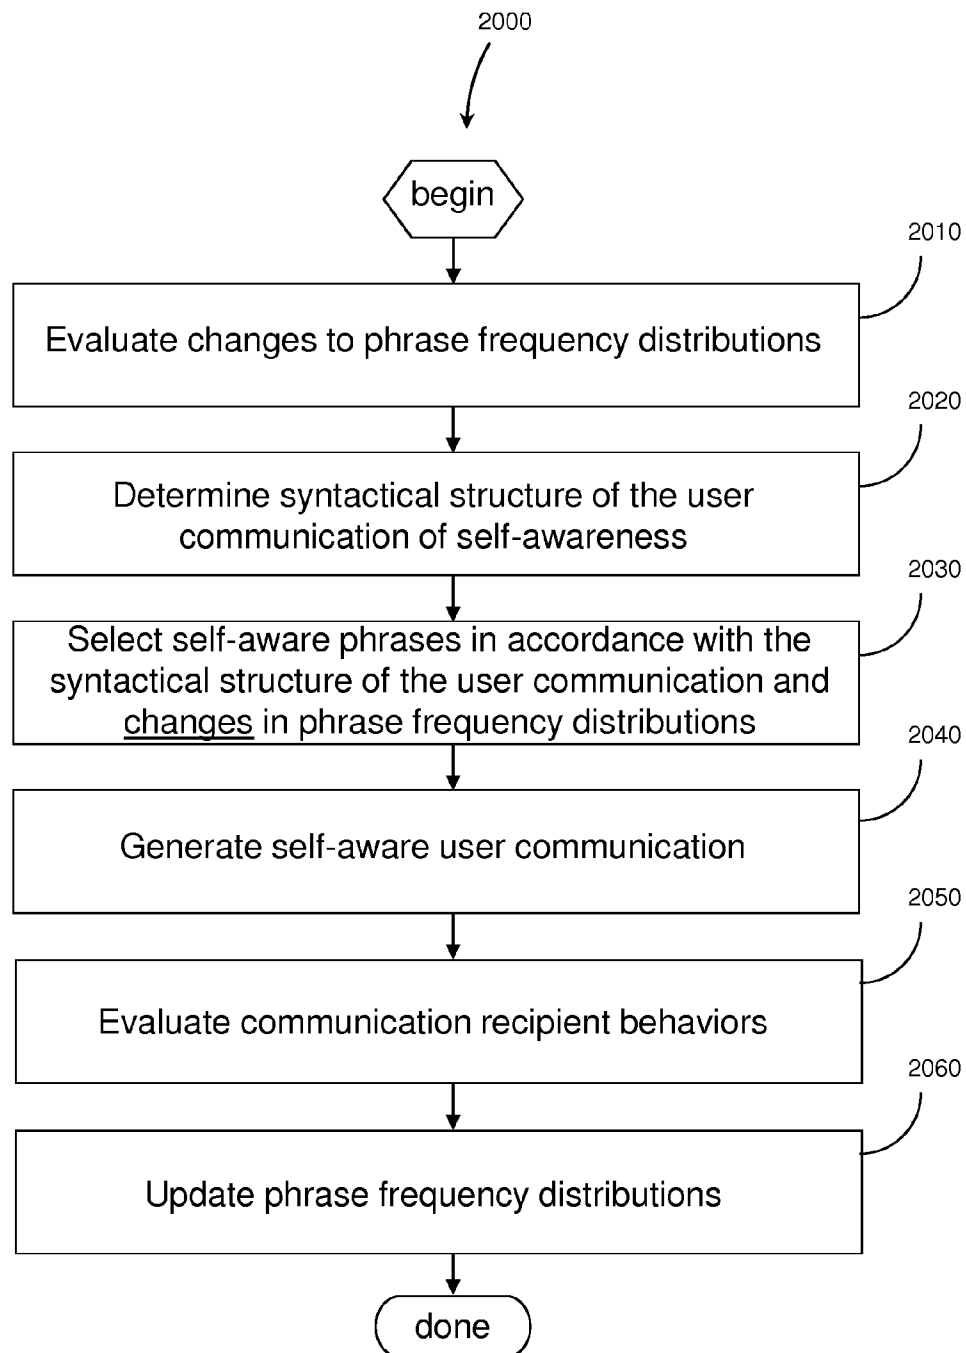 2000
begin
2010
Evaluate changes to phrase frequency distributions
2020
Determine syntactical structure of the user
communication of self-awareness
2030
Select self-aware phrases in accordance with the
syntactical structure of the user communication and
changes in phrase frequency distributions
2040
Generate self-aware user communication
2050
Evaluate communication recipient behaviors
2060
Update phrase frequency distributions
done